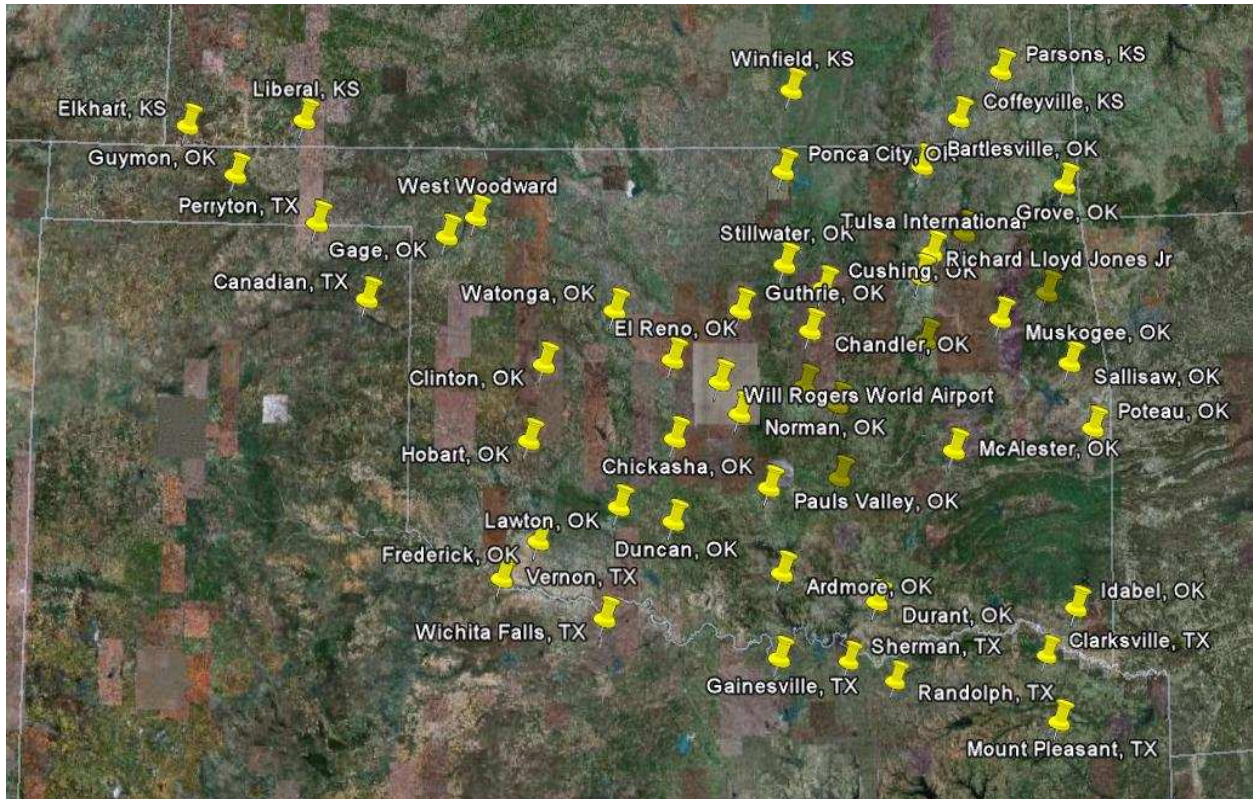 Winfield, KS
Parsons, KS
Elkhart, KS
Liberal, KS
Coffeyville, KS
Guymon, OK
Ponca City, OK
Bartlesville, OK
Perryton, TX
West Woodward
Grove, OK
Gage, OK
Stillwater, OK
Tulsa International
Richard Lloyd Jones Jr
Canadian, TX
Cushing, OK
Watonga, OK
Guthrie, OK
El Reno, OK
Muskogee, OK
Chandler, OK
Clinton, OK
Sallisaw, OK
Will Rogers World Airport
Poteau, OK
Norman, OK
Hobart, OK
McAlester, OK
Chickasha, OK
Pauls Valley, OK
Lawton, OK
Duncan, OK
Frederick, OK
Vernon, TX
Ardmore, OK
Idabel, OK
Durant, OK
Wichita Falls, TX
Sherman, TX
Clarksville, TX
Gainesville, TX
Randolph, TX
Mount Pleasant, TX